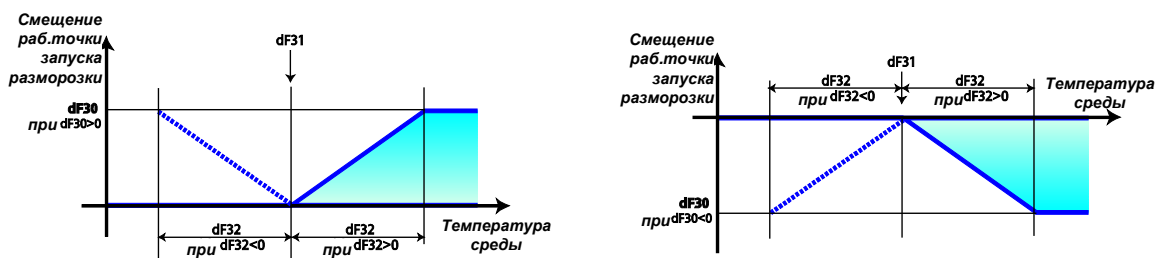 Смещение
раб.точки
запуска
разморозки
dF31
dF30
при dF30>0
Температура
среды
dF32
при dF32<0
dF32
при dF32>0
Смещение
раб.точки
запуска
разморозки
dF31
dF32
при dF32<0
dF32
при dF32>0
Температура
среды
dF30
при dF30<0